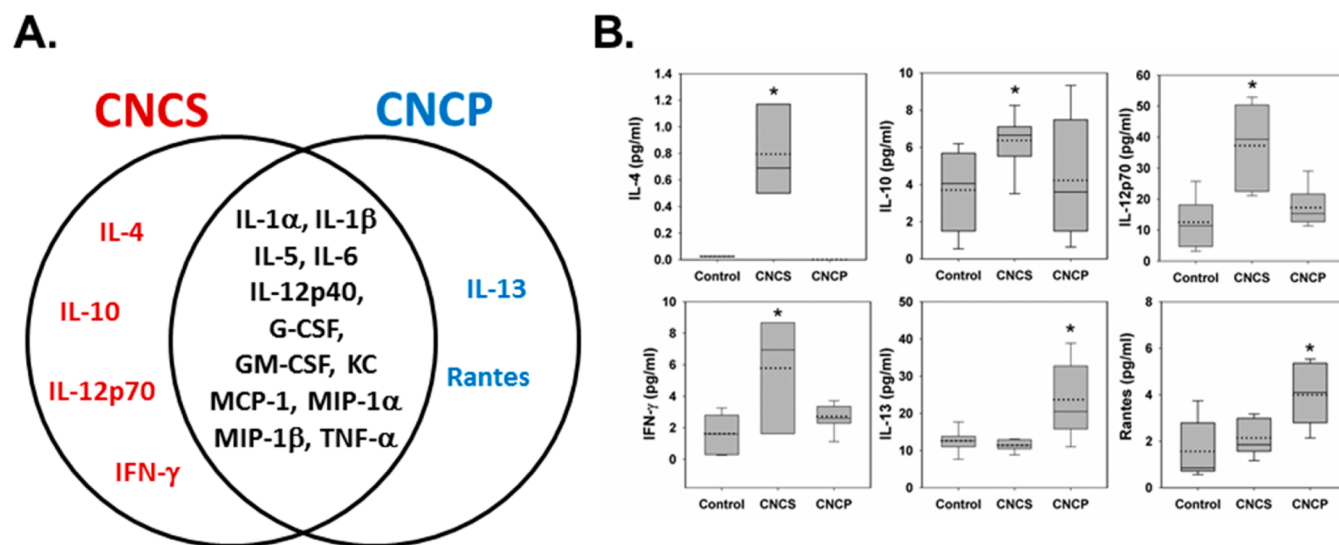 A.
CNCS CNCP
IL-4
IL-10
IL-12p70
IFN-γ
IL-1α, IL-1β
IL-5, IL-6
IL-12p40,
G-CSF,
GM-CSF, KC
MCP-1, MIP-1α
MIP-1β, TNF-α
IL-13
Rantes
B.
IL-4 (pg/ml)
1.4
1.2
1.0
0.8
0.6
0.4
0.2
0.0
*
Control CNCS CNCP
IL-10 (pg/ml)
10
8
6
4
2
0
*
Control CNCS CNCP
IL-12p70 (pg/ml)
60
50
40
30
20
10
0
*
Control CNCS CNCP
IFN-γ (pg/ml)
10
8
6
4
2
0
*
Control CNCS CNCP
IL-13 (pg/ml)
50
40
30
20
10
0
*
Control CNCS CNCP
Rantes (pg/ml)
8
6
4
2
0
*
Control CNCS CNCP